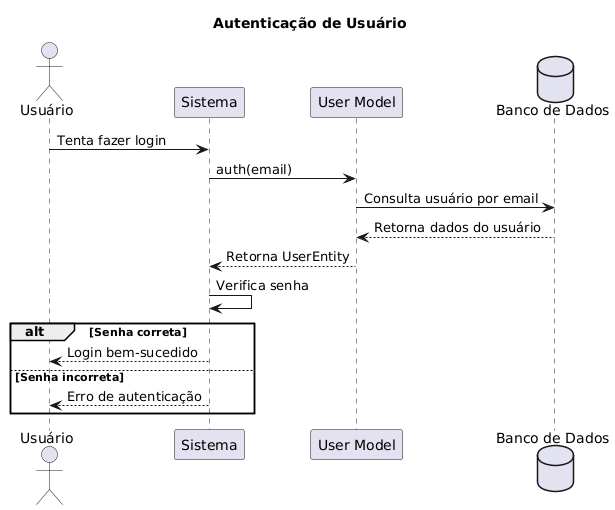 Autenticação de Usuário
Usuário
Sistema
User Model
Banco de Dados
Tenta fazer login
auth(email)
Consulta usuário por email
Retorna dados do usuário
Retorna UserEntity
Verifica senha
alt [Senha correta]
Login bem-sucedido
[Senha incorreta]
Erro de autenticação
Usuário
Sistema
User Model
Banco de Dados